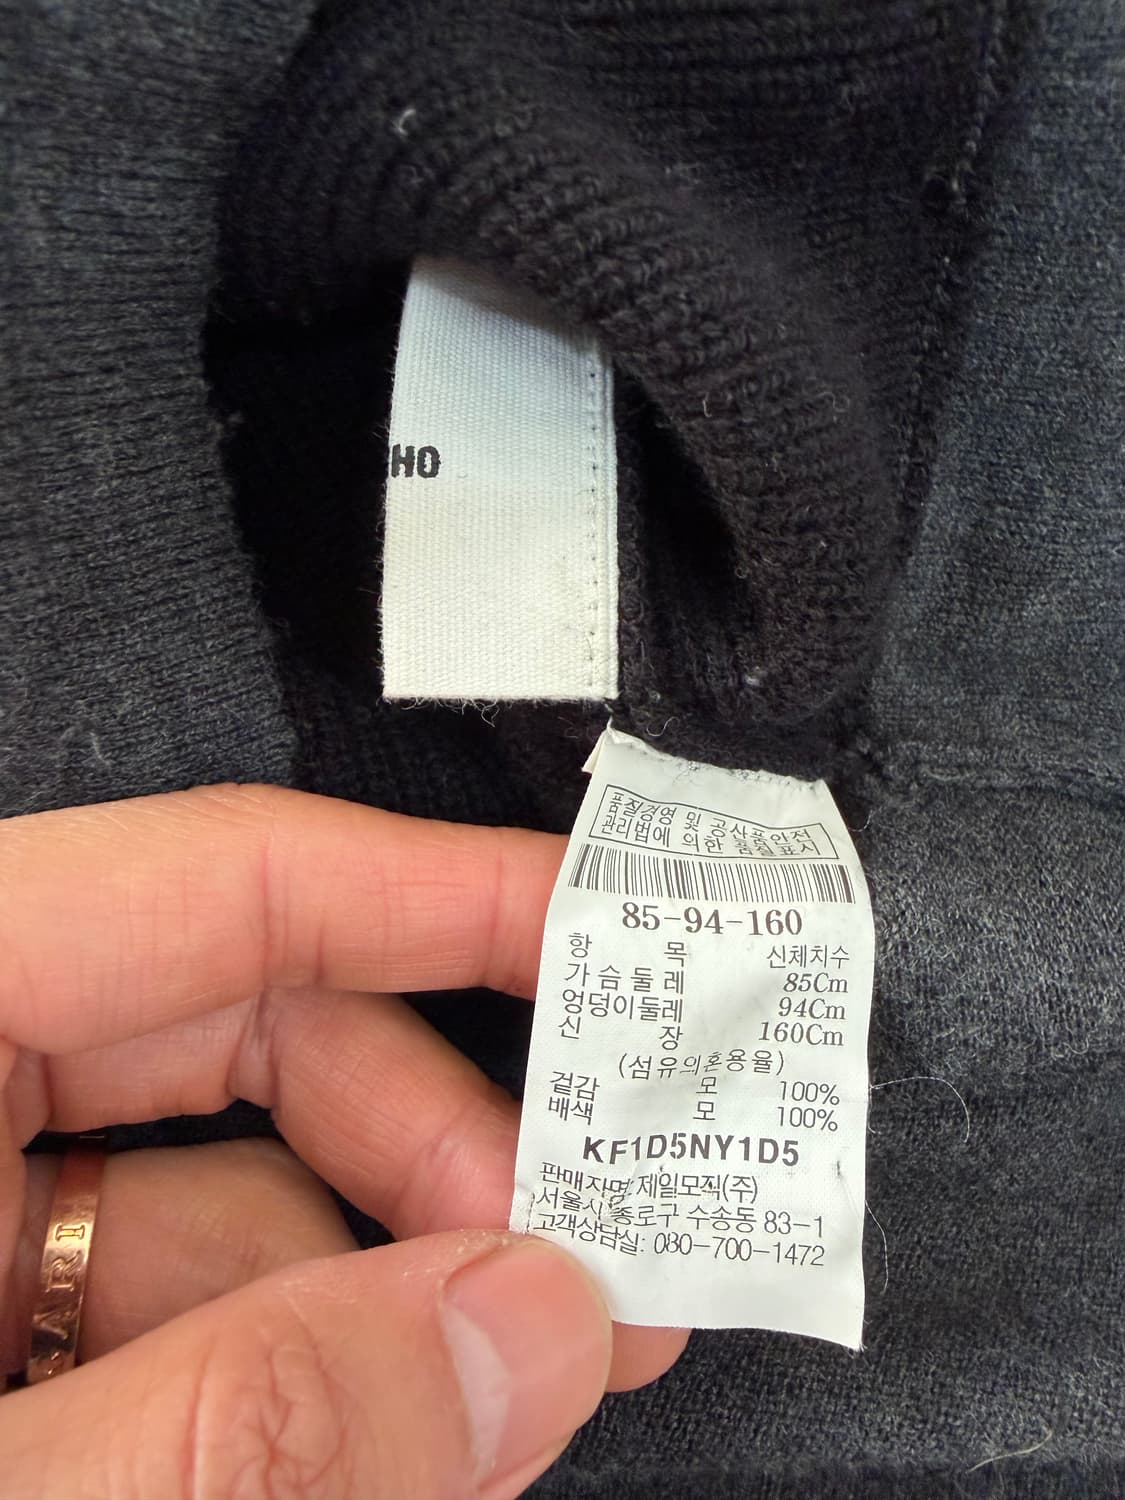 HO
품질경영 및 공산품안전
관리법에 의한 품질표시
85-94-160
항 목 신체치수
가슴둘레 85Cm
엉덩이둘레 94Cm
신 장 160Cm
(섬유의혼용율)
겉감 모 100%
배색 모 100%
KF1D5NY1D5
판매자명:제일모직(주)
서울시 종로구 수송동 83-1
고객상담실: 080-700-1472
ARI